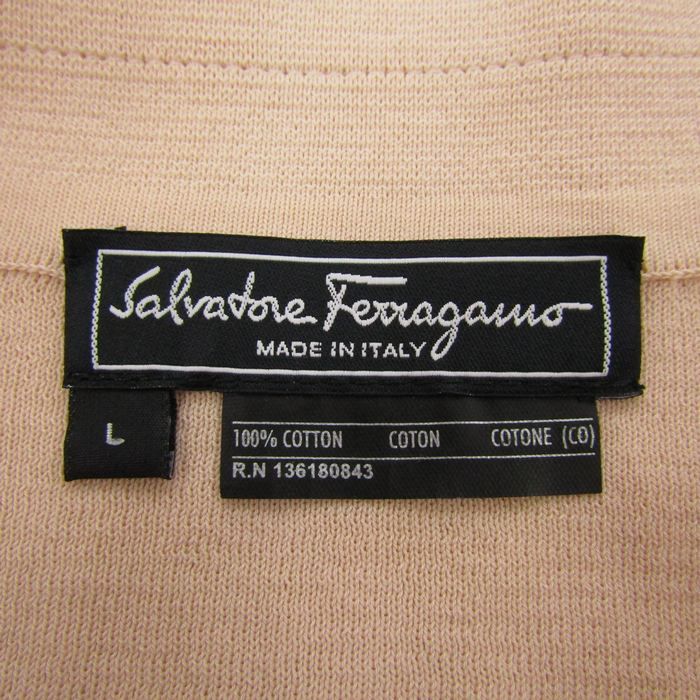 Salvatore Ferragamo
MADE IN ITALY
L
100% COTTON COTON COTONE (CO)
R.N 136180843